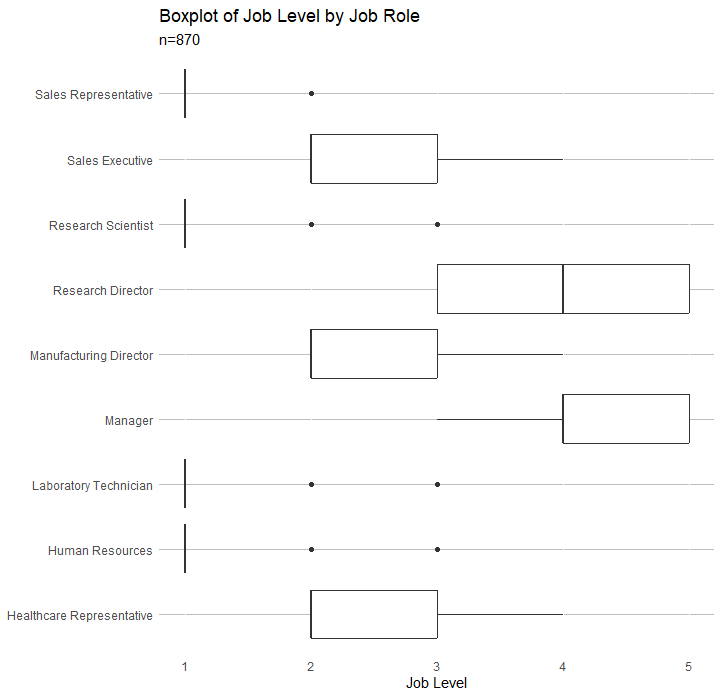 Boxplot of Job Level by Job Role
n=870
Sales Representative
Sales Executive
Research Scientist
Research Director
Manufacturing Director
Manager
Laboratory Technician
Human Resources
Healthcare Representative
1 2 3 4 5
Job Level